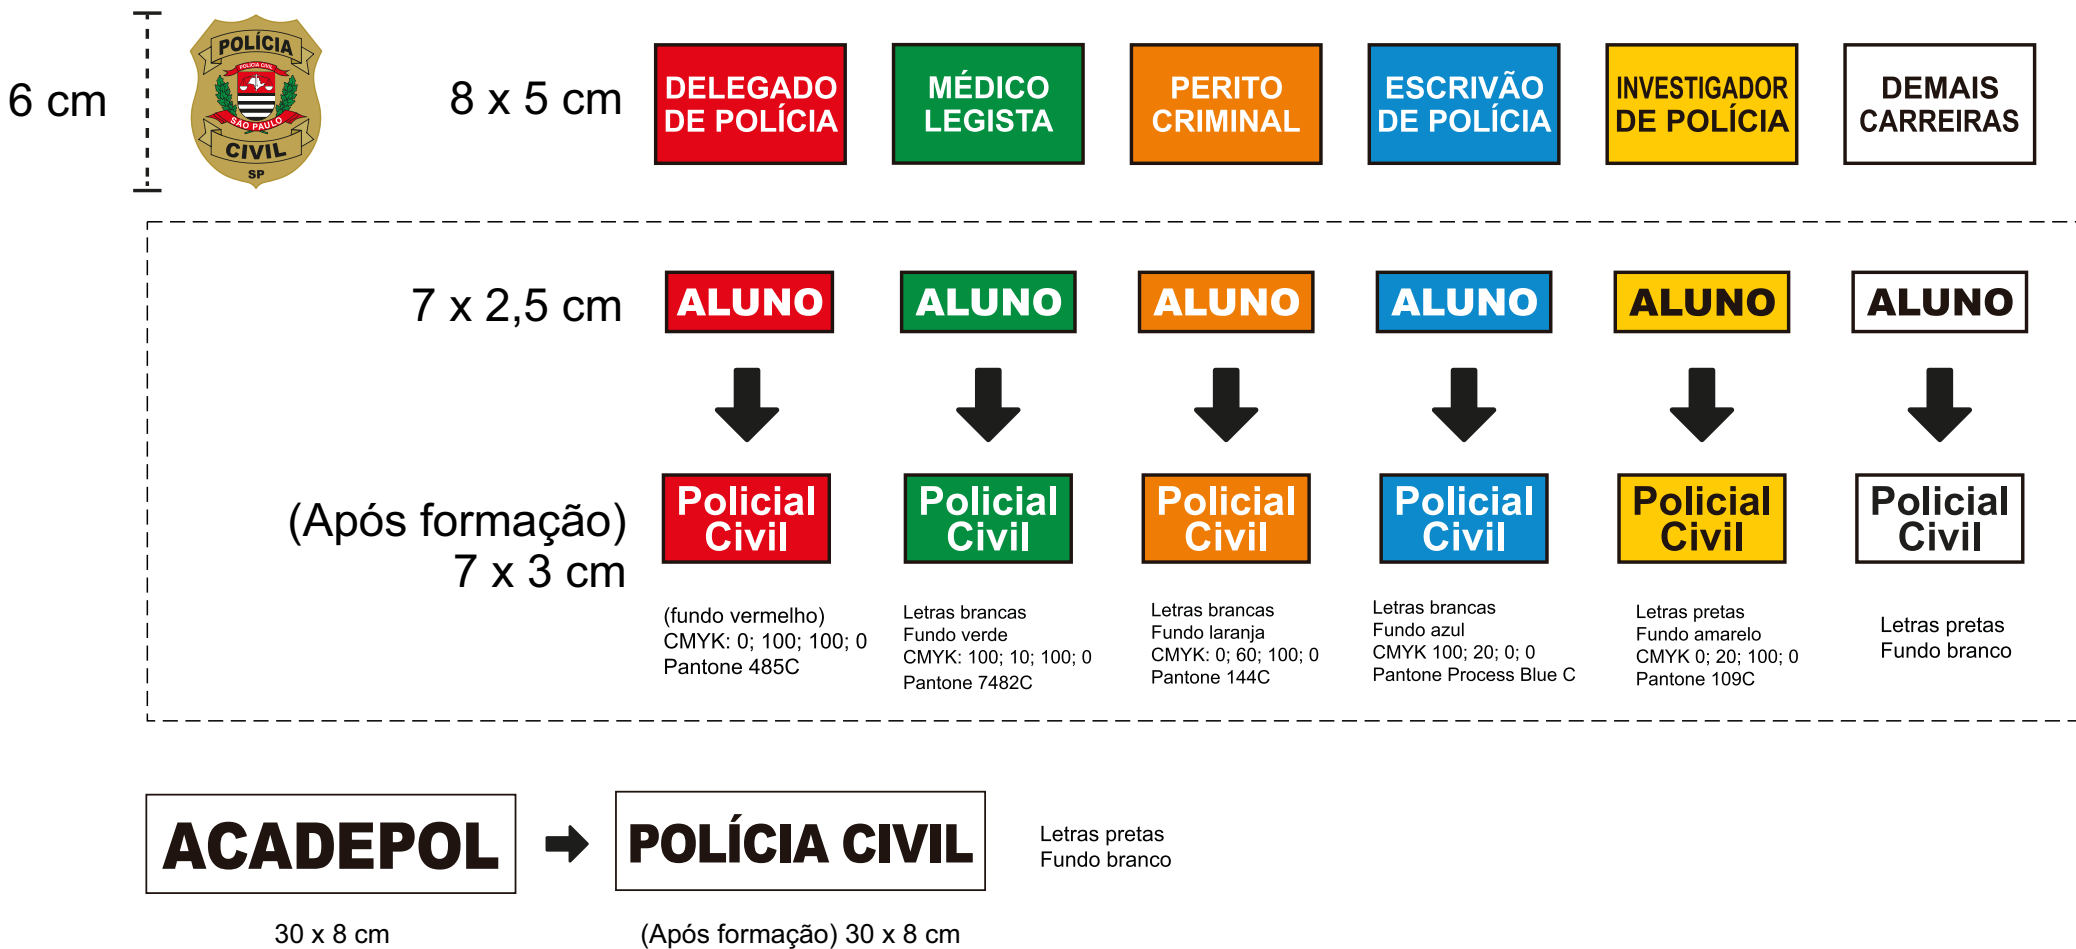 6 cm
POLÍCIA
POLÍCIA CIVIL
SÃO PAULO
CIVIL
SP
8 x 5 cm
DELEGADO
DE POLÍCIA
MÉDICO
LEGISTA
PERITO
CRIMINAL
ESCRIVÃO
DE POLÍCIA
INVESTIGADOR
DE POLÍCIA
DEMAIS
CARREIRAS
7 x 2,5 cm
ALUNO
ALUNO
ALUNO
ALUNO
ALUNO
ALUNO
(Após formação)
7 x 3 cm
Policial
Civil
Policial
Civil
Policial
Civil
Policial
Civil
Policial
Civil
Policial
Civil
(fundo vermelho)
CMYK: 0; 100; 100; 0
Pantone 485C
Letras brancas
Fundo verde
CMYK: 100; 10; 100; 0
Pantone 7482C
Letras brancas
Fundo laranja
CMYK: 0; 60; 100; 0
Pantone 144C
Letras brancas
Fundo azul
CMYK 100; 20; 0; 0
Pantone Process Blue C
Letras pretas
Fundo amarelo
CMYK 0; 20; 100; 0
Pantone 109C
Letras pretas
Fundo branco
ACADEPOL
POLÍCIA CIVIL
Letras pretas
Fundo branco
30 x 8 cm
(Após formação) 30 x 8 cm